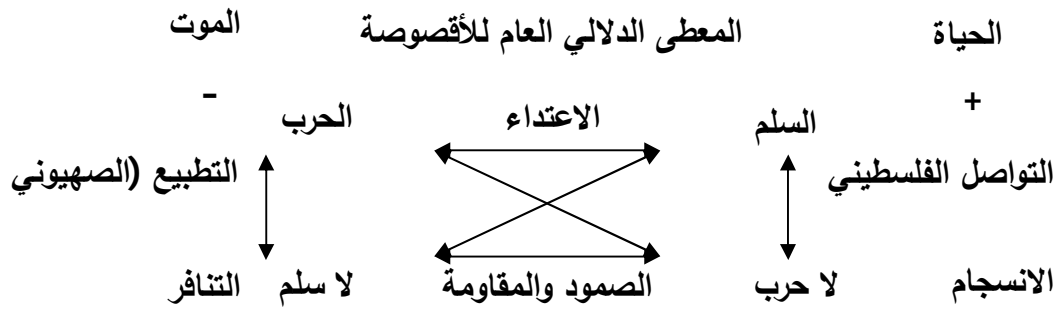 الحياة المعطى الدلالي العام للأقصوصة الموت
+ -
السلم الاعتداء الحرب
التواصل الفلسطيني التطبيع (الصهيوني
الانسجام لا حرب الصمود والمقاومة لا سلم التنافر